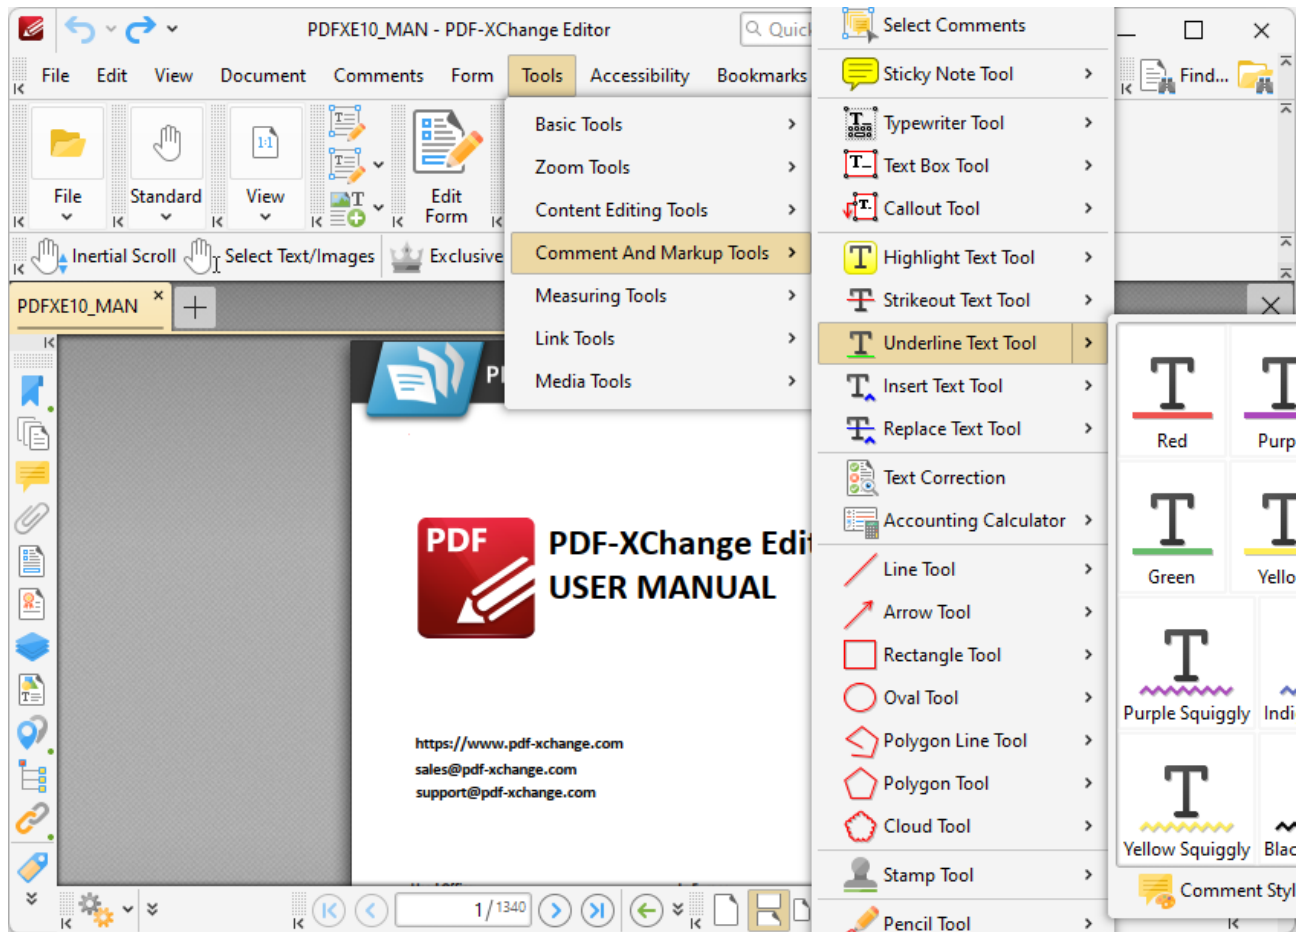 PDFXE10_MAN - PDF-XChange Editor
Quic
File Edit View Document Comments Form Tools Accessibility Bookmarks
Find...
File
Standard
1:1
View
Edit Form
Inertial Scroll
Select Text/Images
Exclusive
PDFXE10_MAN
Basic Tools
Zoom Tools
Content Editing Tools
Comment And Markup Tools
Measuring Tools
Link Tools
Media Tools
Select Comments
Sticky Note Tool
Typewriter Tool
Text Box Tool
Callout Tool
Highlight Text Tool
Strikeout Text Tool
Underline Text Tool
Insert Text Tool
Replace Text Tool
Text Correction
Accounting Calculator
Line Tool
Arrow Tool
Rectangle Tool
Oval Tool
Polygon Line Tool
Polygon Tool
Cloud Tool
Stamp Tool
Pencil Tool
Red
Purp
Green
Yello
Purple Squiggly
Indi
Yellow Squiggly
Blac
Comment Styl
P
PDF
PDF-XChange Edit
USER MANUAL
https://www.pdf-xchange.com
sales@pdf-xchange.com
support@pdf-xchange.com
1/1340